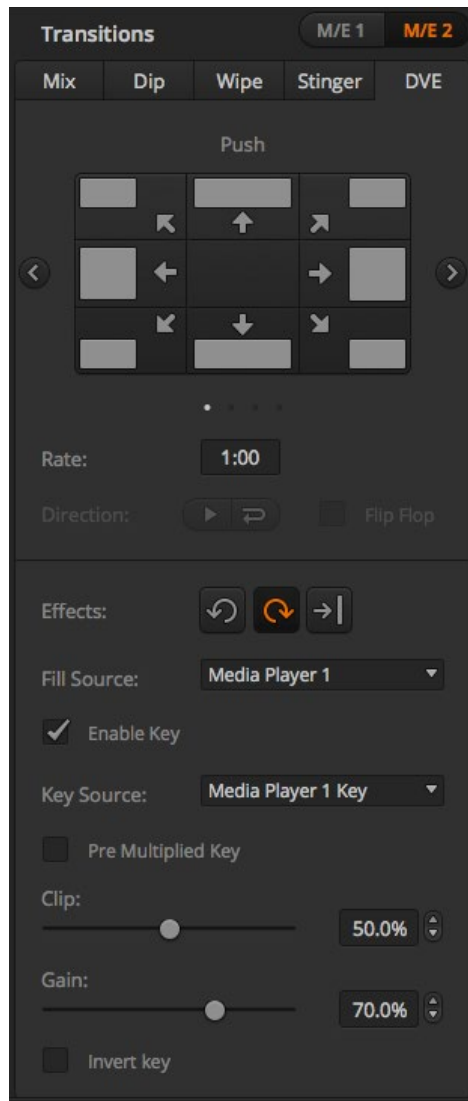 Transitions M/E 1 M/E 2
Mix Dip Wipe Stinger DVE
Push
Rate: 1:00
Direction: Flip Flop
Effects:
Fill Source: Media Player 1
Enable Key
Key Source: Media Player 1 Key
Pre Multiplied Key
Clip:
50.0%
Gain:
70.0%
Invert key